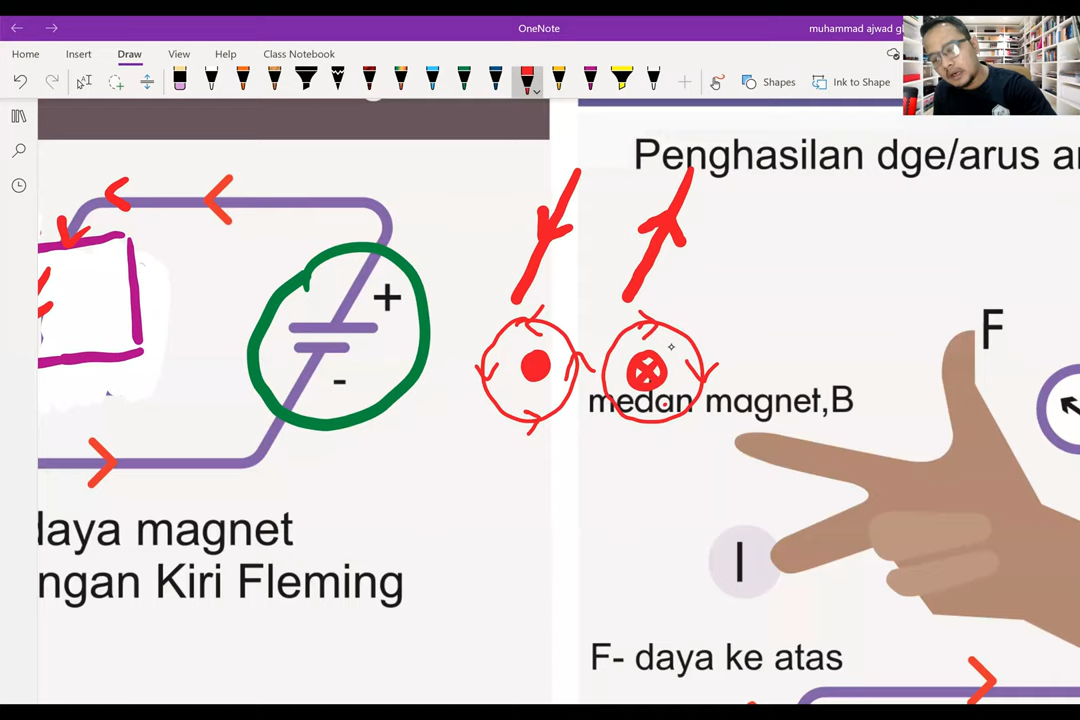 OneNote
muhammad ajwad
Home Insert Draw View Help Class Notebook
Shapes Ink to Shape
Penghasilan dge/arus
+
-
F
medan magnet,B
I
daya magnet
ngan Kiri Fleming
F- daya ke atas